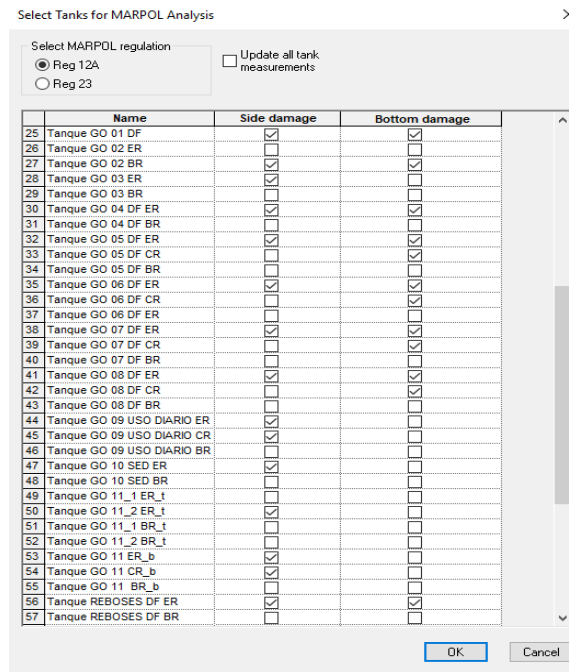 Select Tanks for MARPOL Analysis
Select MARPOL regulation
Reg 12A
Reg 23
Update all tank
measurements
Name Side damage Bottom damage
25 Tanque GO 01 DF
26 Tanque GO 02 ER
27 Tanque GO 02 BR
28 Tanque GO 03 ER
29 Tanque GO 03 BR
30 Tanque GO 04 DF ER
31 Tanque GO 04 DF BR
32 Tanque GO 05 DF ER
33 Tanque GO 05 DF CR
34 Tanque GO 05 DF BR
35 Tanque GO 06 DF ER
36 Tanque GO 06 DF CR
37 Tanque GO 06 DF ER
38 Tanque GO 07 DF ER
39 Tanque GO 07 DF CR
40 Tanque GO 07 DF BR
41 Tanque GO 08 DF ER
42 Tanque GO 08 DF CR
43 Tanque GO 08 DF BR
44 Tanque GO 09 USO DIARIO ER
45 Tanque GO 09 USO DIARIO CR
46 Tanque GO 09 USO DIARIO BR
47 Tanque GO 10 SED ER
48 Tanque GO 10 SED BR
49 Tanque GO 11_1 ER_t
50 Tanque GO 11_2 ER_t
51 Tanque GO 11_1 BR_t
52 Tanque GO 11_2 BR_t
53 Tanque GO 11 ER_b
54 Tanque GO 11 CR_b
55 Tanque GO 11 BR_b
56 Tanque REBOSES DF ER
57 Tanque REBOSES DF BR
OK Cancel